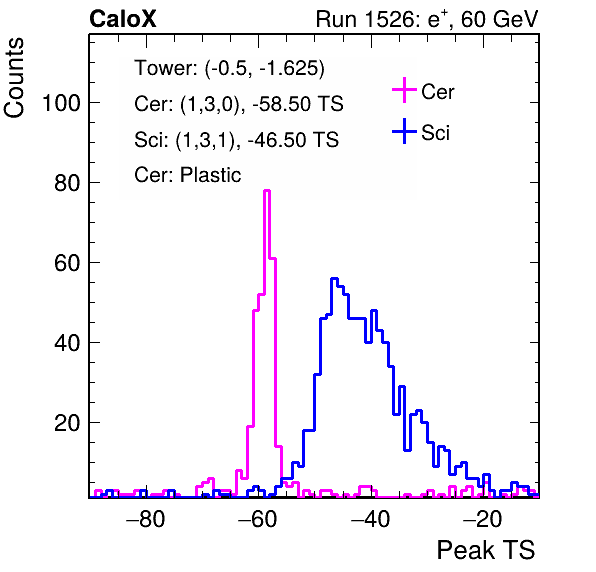 CaloX Run 1526: e⁺, 60 GeV
Counts
Tower: (-0.5, -1.625)
Cer: (1,3,0), -58.50 TS
Sci: (1,3,1), -46.50 TS
Cer: Plastic
Cer
Sci
100
80
60
40
20
−80 −60 −40 −20
Peak TS